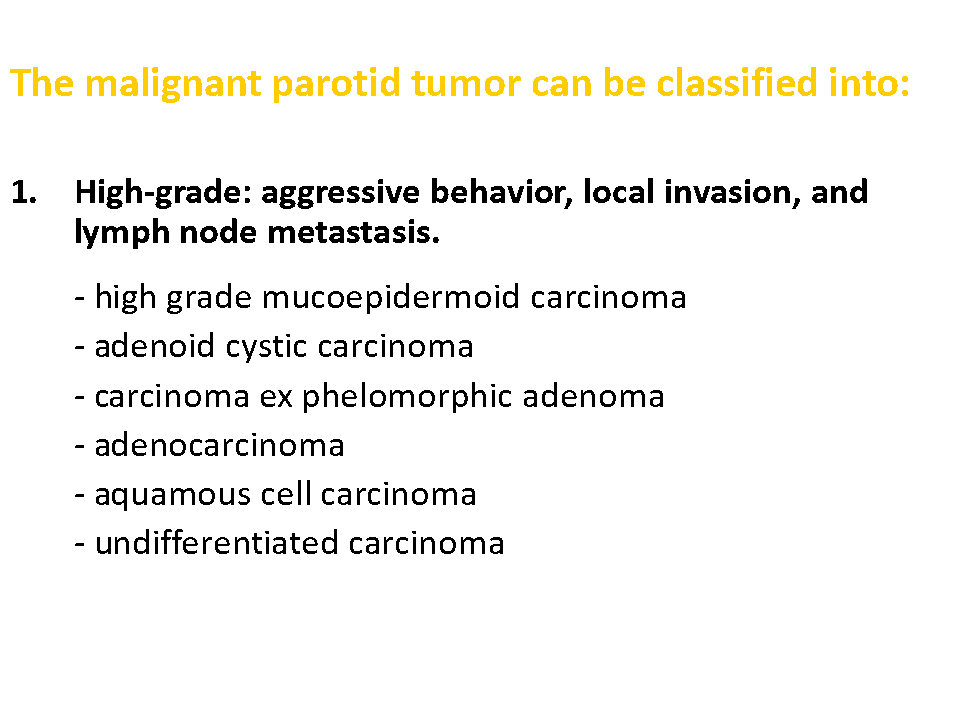 The malignant parotid tumor can be classified into:
1. High-grade: aggressive behavior, local invasion, and
lymph node metastasis.
- high grade mucoepidermoid carcinoma
- adenoid cystic carcinoma
- carcinoma ex phelomorphic adenoma
- adenocarcinoma
- aquamous cell carcinoma
- undifferentiated carcinoma